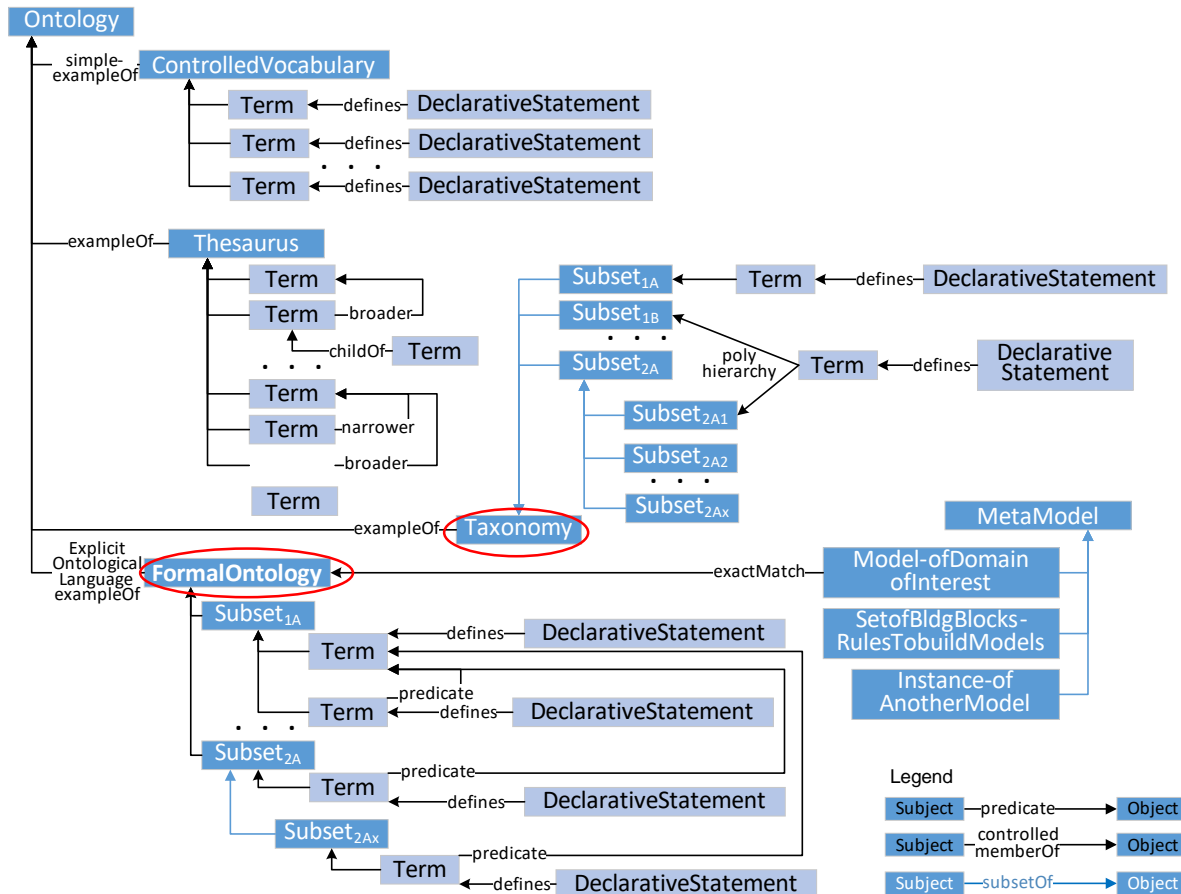 Ontology
simple-
exampleOf
ControlledVocabulary
Term
defines
DeclarativeStatement
Term
defines
DeclarativeStatement
. . .
Term
defines
DeclarativeStatement
exampleOf
Thesaurus
Term
Term
broader
childOf
Term
. . .
Term
Term
narrower
broader
Term
Subset1A
Term
defines
DeclarativeStatement
Subset1B
. . .
poly
hierarchy
Term
defines
Declarative
Statement
Subset2A
Subset2A1
Subset2A2
. . .
Subset2Ax
exampleOf
Taxonomy
MetaModel
Explicit
Ontological
Language
exampleOf
FormalOntology
exactMatch
Model-ofDomain
ofInterest
SetofBldgBlocks-
RulesTobuildModels
Instance-of
AnotherModel
Subset1A
Term
defines
DeclarativeStatement
predicate
Term
defines
DeclarativeStatement
. . .
Subset2A
Term
predicate
defines
DeclarativeStatement
Subset2Ax
Term
predicate
defines
DeclarativeStatement
Legend
Subject
predicate
Object
Subject
controlled
memberOf
Object
Subject
subsetOf
Object